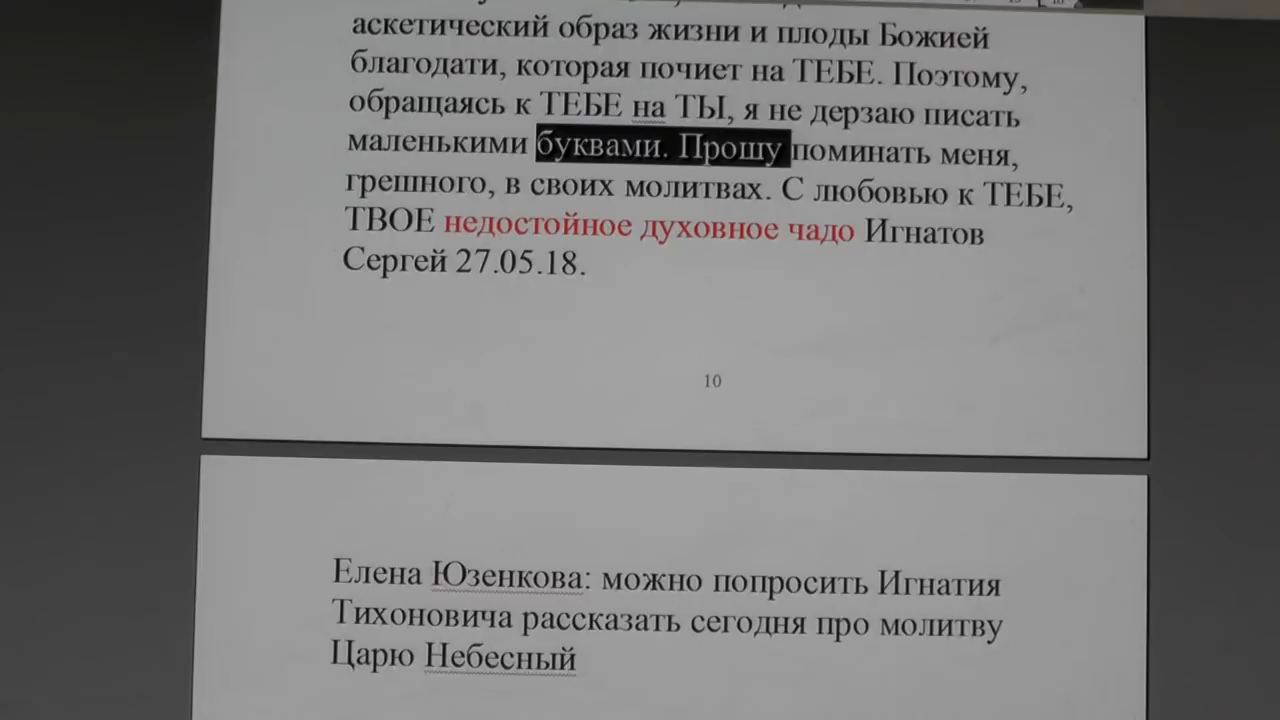 аскетический образ жизни и плоды Божией
благодати, которая почиет на ТЕБЕ. Поэтому,
обращаясь к ТЕБЕ на ТЫ, я не дерзаю писать
маленькими буквами. Прошу поминать меня,
грешного, в своих молитвах. С любовью к ТЕБЕ,
ТВОЕ недостойное духовное чадо Игнатов
Сергей 27.05.18.
10
Елена Юзенкова: можно попросить Игнатия
Тихоновича рассказать сегодня про молитву
Царю Небесный